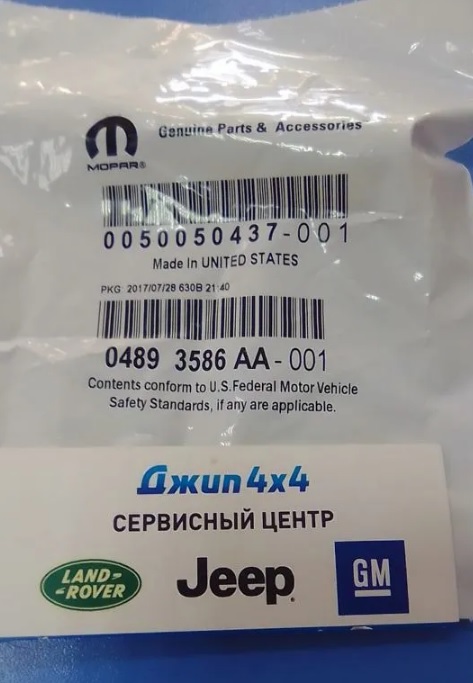 Genuine Parts & Accessories
MOPAR®
0050050437-001
Made In UNITED STATES
PKG 2017/07/28 630B 21:40
0489 3586 AA-001
Contents conform to U.S.Federal Motor Vehicle
Safety Standards, if any are applicable.
Джип 4x4
СЕРВИСНЫЙ ЦЕНТР
LAND-
-ROVER
Jeep
GM